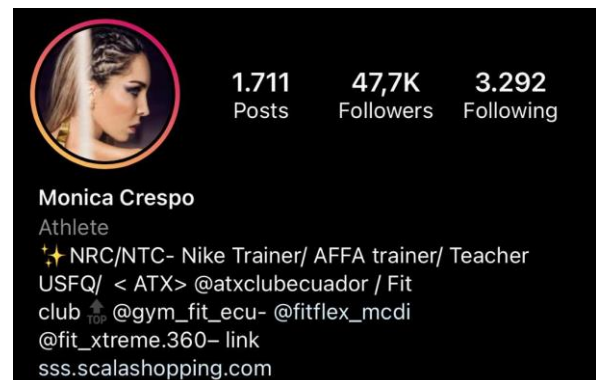 1.711 47,7K 3.292
Posts Followers Following
Monica Crespo
Athlete
✨NRC/NTC- Nike Trainer/ AFFA trainer/ Teacher
USFQ/ < ATX> @atxclubecuador / Fit
club 🔝 @gym_fit_ecu- @fitflex_mcdi
@fit_xtreme.360– link
sss.scalashopping.com